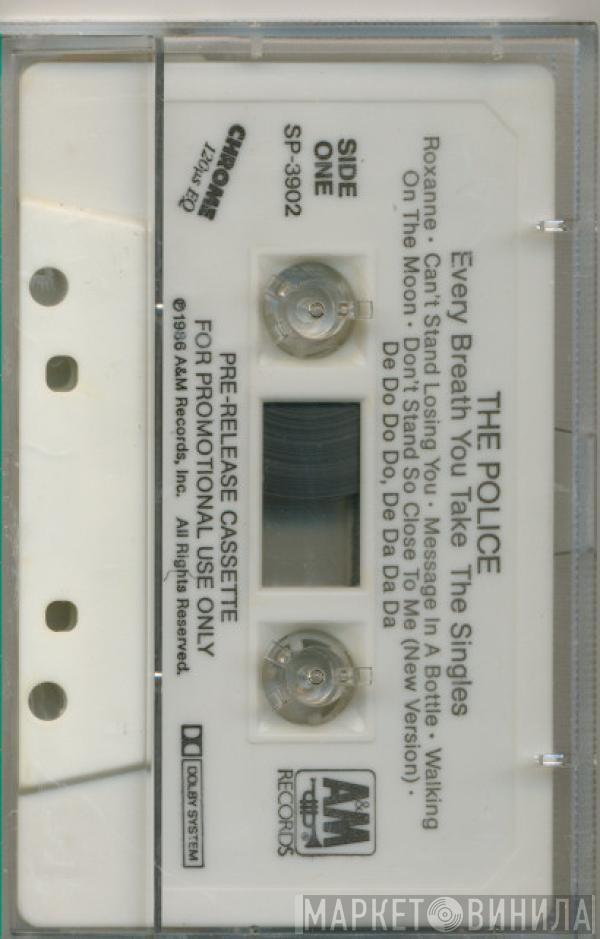 THE POLICE
Every Breath You Take The Singles
Roxanne · Can't Stand Losing You · Message In A Bottle · Walking
On The Moon · Don't Stand So Close To Me (New Version) ·
De Do Do Do, De Da Da Da
SIDE
ONE
SP-3902
CHROME
120µs EQ
A&M
RECORDS
PRE-RELEASE CASSETTE
FOR PROMOTIONAL USE ONLY
℗1986 A&M Records, Inc. All Rights Reserved.
DOLBY SYSTEM
МАРКЕТ ВИНИЛА